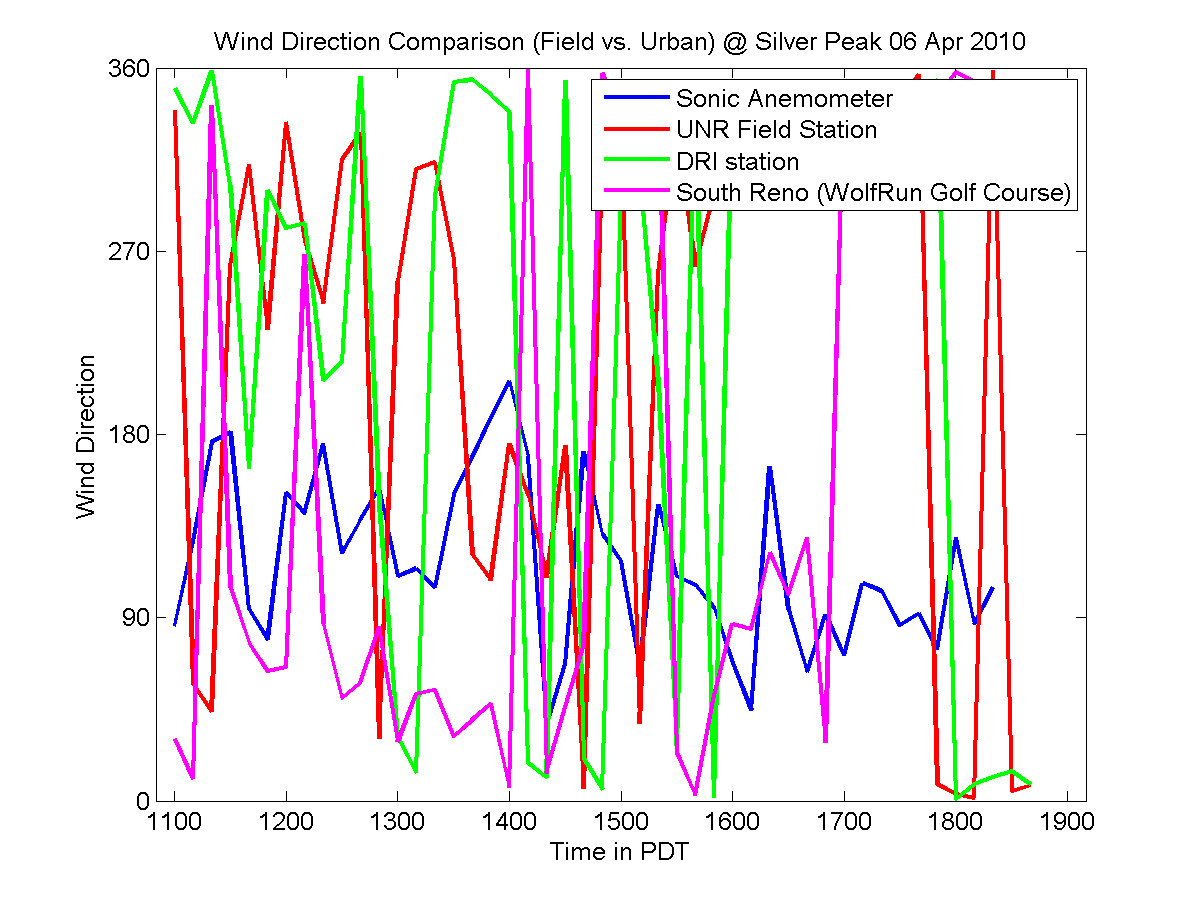 Wind Direction Comparison (Field vs. Urban) @ Silver Peak 06 Apr 2010
360
270
180
90
0
Wind Direction
Sonic Anemometer
UNR Field Station
DRI station
South Reno (WolfRun Golf Course)
1100 1200 1300 1400 1500 1600 1700 1800 1900
Time in PDT